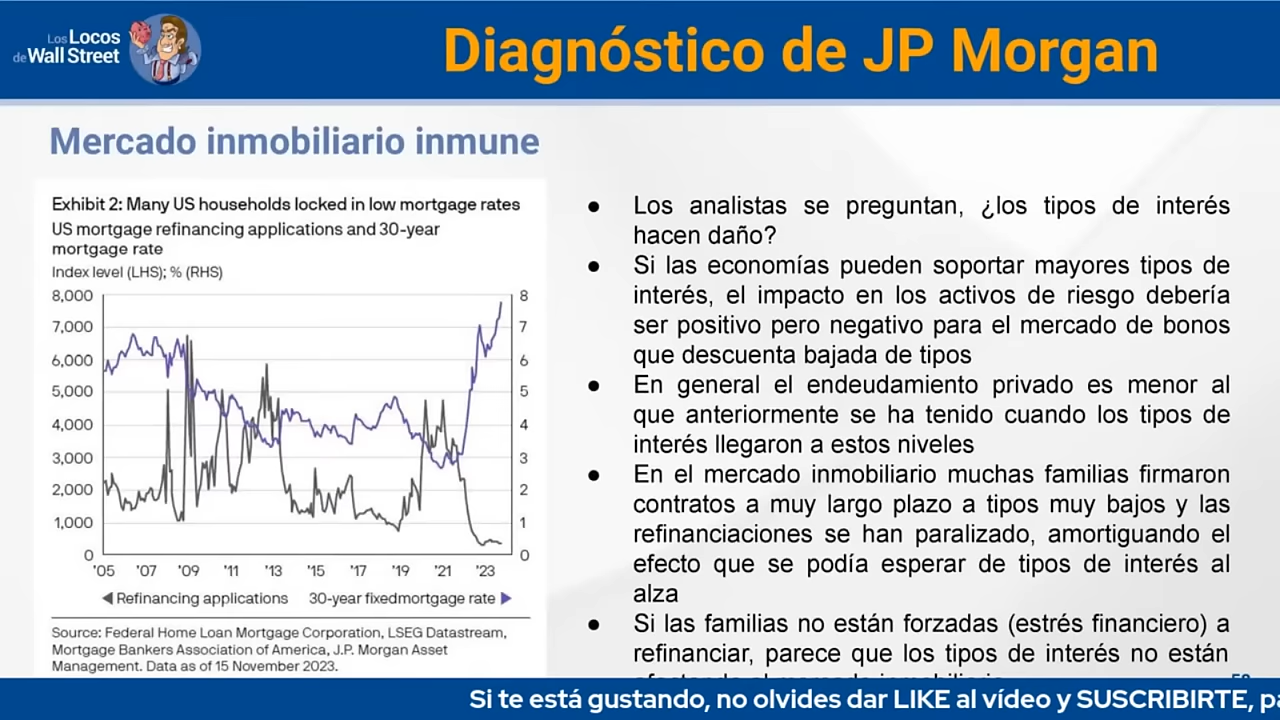 Los Locos
de Wall Street
Diagnóstico de JP Morgan
Mercado inmobiliario inmune
Exhibit 2: Many US households locked in low mortgage rates
US mortgage refinancing applications and 30-year
mortgage rate
Index level (LHS); % (RHS)
8,000
7,000
6,000
5,000
4,000
3,000
2,000
1,000
0
8
7
6
5
4
3
2
1
0
'05 '07 '09 '11 '13 '15 '17 '19 '21 '23
◀ Refinancing applications 30-year fixedmortgage rate ▶
Source: Federal Home Loan Mortgage Corporation, LSEG Datastream,
Mortgage Bankers Association of America, J.P. Morgan Asset
Management. Data as of 15 November 2023.
● Los analistas se preguntan, ¿los tipos de interés
hacen daño?
● Si las economías pueden soportar mayores tipos de
interés, el impacto en los activos de riesgo debería
ser positivo pero negativo para el mercado de bonos
que descuenta bajada de tipos
● En general el endeudamiento privado es menor al
que anteriormente se ha tenido cuando los tipos de
interés llegaron a estos niveles
● En el mercado inmobiliario muchas familias firmaron
contratos a muy largo plazo a tipos muy bajos y las
refinanciaciones se han paralizado, amortiguando el
efecto que se podía esperar de tipos de interés al
alza
● Si las familias no están forzadas (estrés financiero) a
refinanciar, parece que los tipos de interés no están
Si te está gustando, no olvides dar LIKE al vídeo y SUSCRIBIRTE, pa